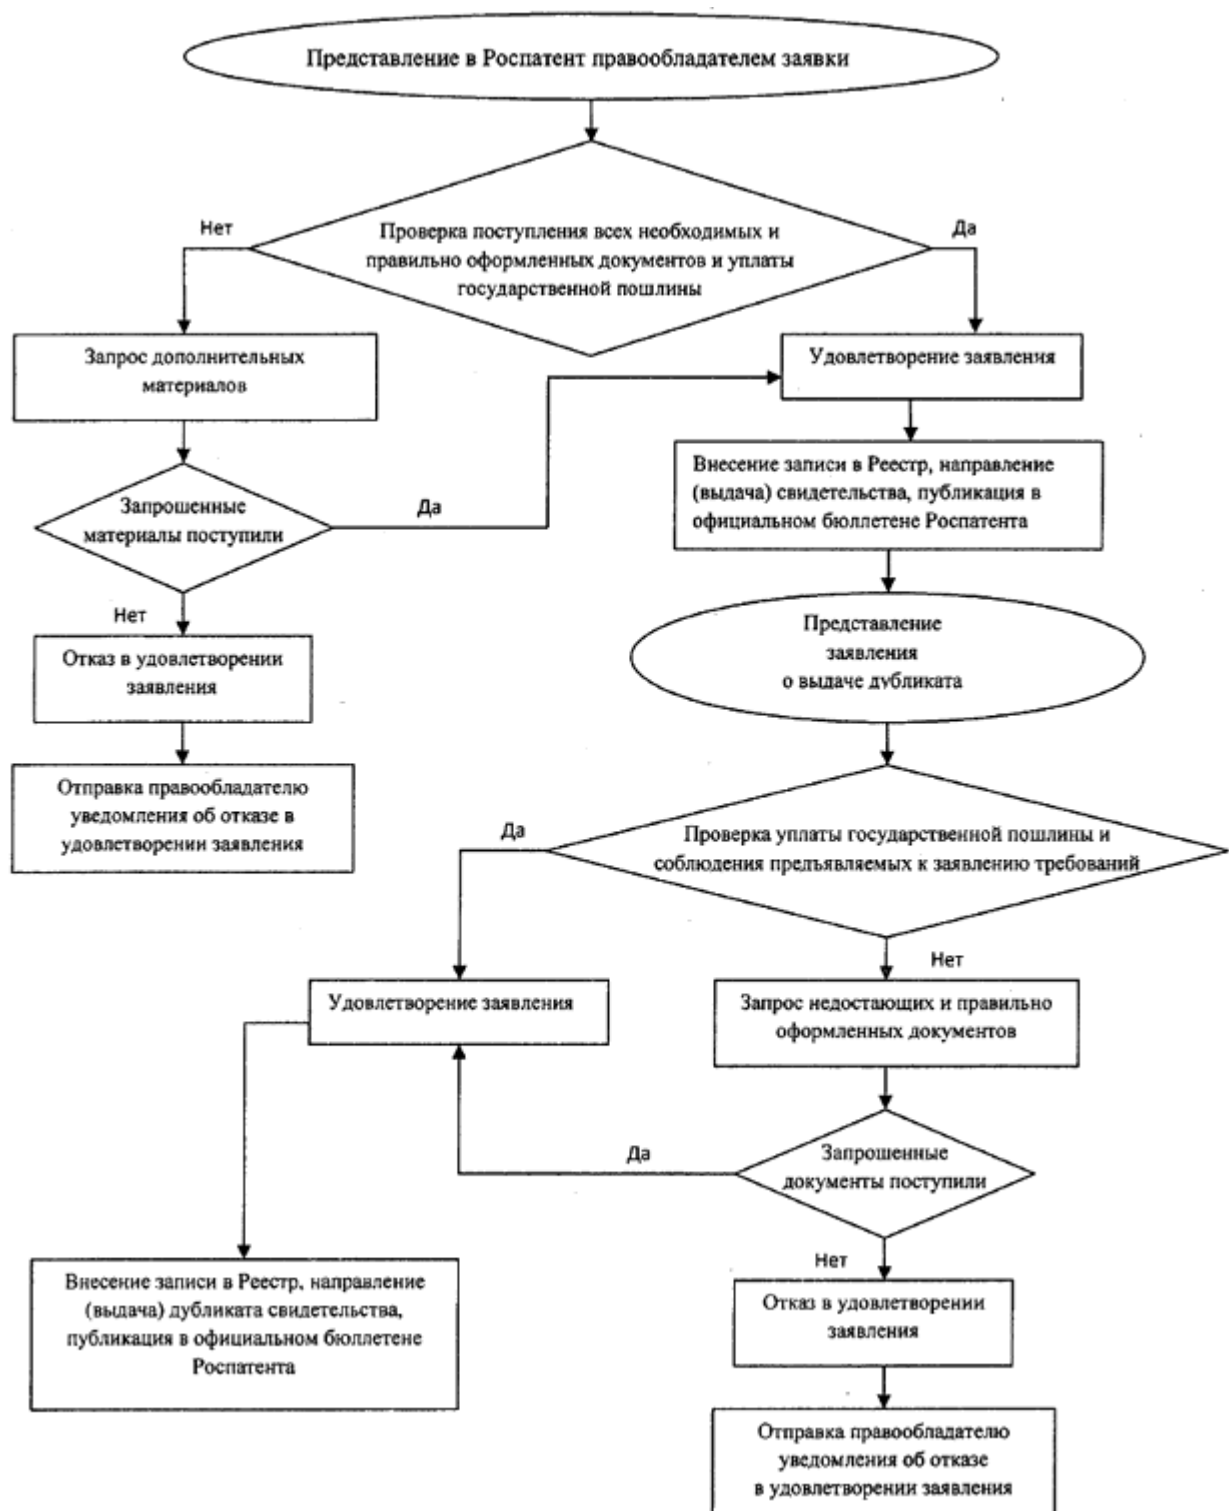 Представление в Роспатент правообладателем заявки
Нет
Да
Проверка поступления всех необходимых и
правильно оформленных документов и уплаты
государственной пошлины
Запрос дополнительных
материалов
Удовлетворение заявления
Внесение записи в Реестр, направление
(выдача) свидетельства, публикация в
официальном бюллетене Роспатента
Запрошенные
материалы поступили
Да
Нет
Представление
заявления
о выдаче дубликата
Отказ в удовлетворении
заявления
Отправка правообладателю
уведомления об отказе в
удовлетворении заявления
Да
Проверка уплаты государственной пошлины и
соблюдения предъявляемых к заявлению требований
Нет
Удовлетворение заявления
Запрос недостающих и правильно
оформленных документов
Да
Запрошенные
документы поступили
Нет
Внесение записи в Реестр, направление
(выдача) дубликата свидетельства,
публикация в официальном бюллетене
Роспатента
Отказ в удовлетворении
заявления
Отправка правообладателю
уведомления об отказе
в удовлетворении заявления